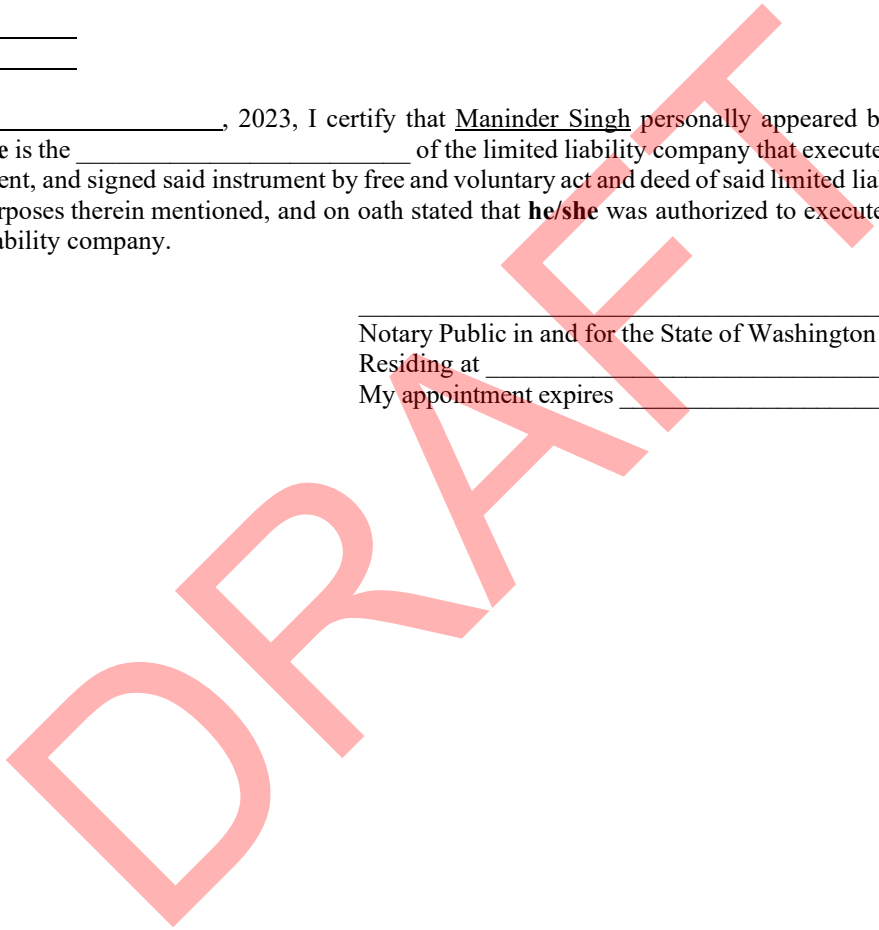 , 2023, I certify that Maninder Singh personally appeared b
e is the _________________________ of the limited liability company that execute
ent, and signed said instrument by free and voluntary act and deed of said limited lia
rposes therein mentioned, and on oath stated that he/she was authorized to execute
ability company.
Notary Public in and for the State of Washington
Residing at ______________________________
My appointment expires ____________________
DRAFT